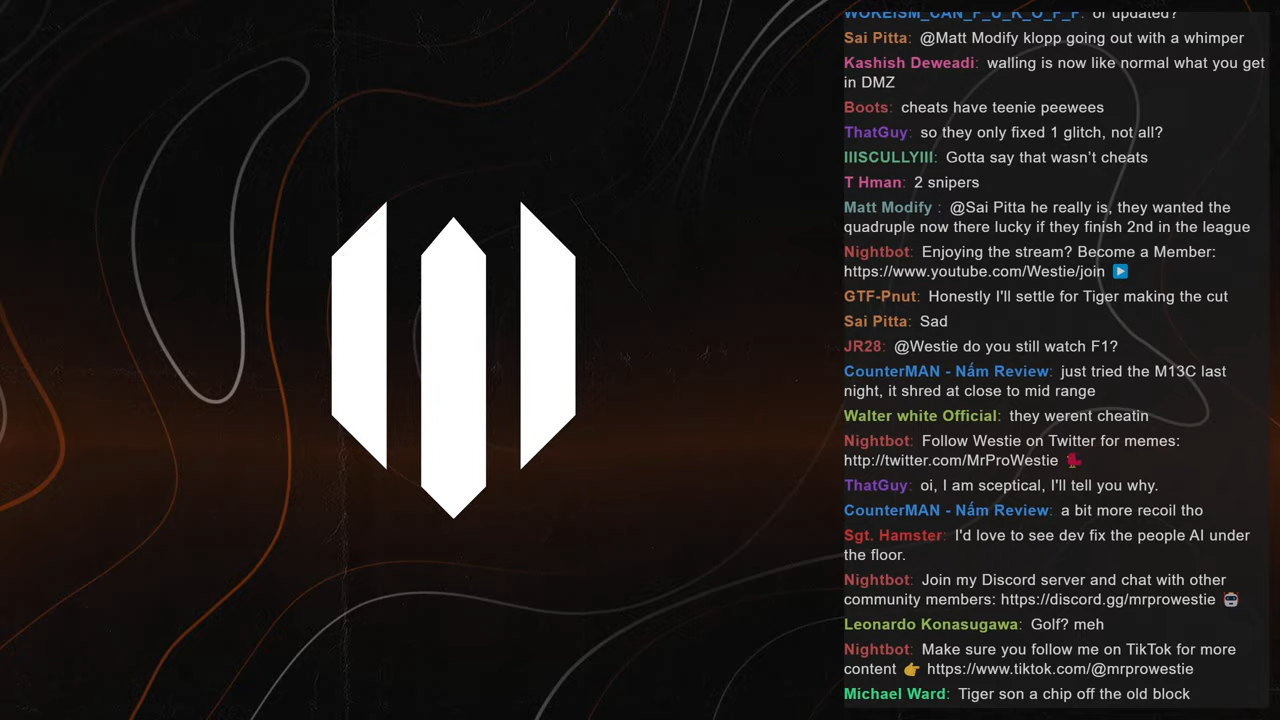 WOKEISM_CAN_F_U_K_O_F_F: or updated?
Sai Pitta: @Matt Modify klopp going out with a whimper
Kashish Deweadi: walling is now like normal what you get
in DMZ
Boots: cheats have teenie peewees
ThatGuy: so they only fixed 1 glitch, not all?
IIISCULLYIII: Gotta say that wasn’t cheats
T Hman: 2 snipers
Matt Modify : @Sai Pitta he really is, they wanted the
quadruple now there lucky if they finish 2nd in the league
Nightbot: Enjoying the stream? Become a Member:
https://www.youtube.com/Westie/join ▶️
GTF-Pnut: Honestly I'll settle for Tiger making the cut
Sai Pitta: Sad
JR28: @Westie do you still watch F1?
CounterMAN - Nấm Review: just tried the M13C last
night, it shred at close to mid range
Walter white Official: they werent cheatin
Nightbot: Follow Westie on Twitter for memes:
http://twitter.com/MrProWestie
ThatGuy: oi, I am sceptical, I'll tell you why.
CounterMAN - Nấm Review: a bit more recoil tho
Sgt. Hamster: I'd love to see dev fix the people AI under
the floor.
Nightbot: Join my Discord server and chat with other
community members: https://discord.gg/mrprowestie 🤖
Leonardo Konasugawa: Golf? meh
Nightbot: Make sure you follow me on TikTok for more
content 👉 https://www.tiktok.com/@mrprowestie
Michael Ward: Tiger son a chip off the old block